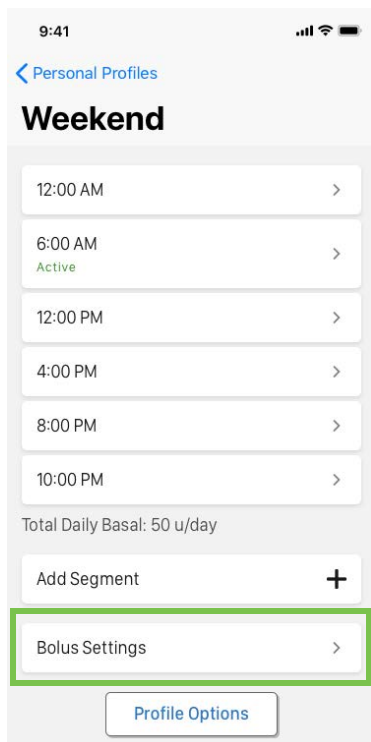 9:41
Personal Profiles
Weekend
12:00 AM
6:00 AM
Active
12:00 PM
4:00 PM
8:00 PM
10:00 PM
Total Daily Basal: 50 u/day
Add Segment
Bolus Settings
Profile Options